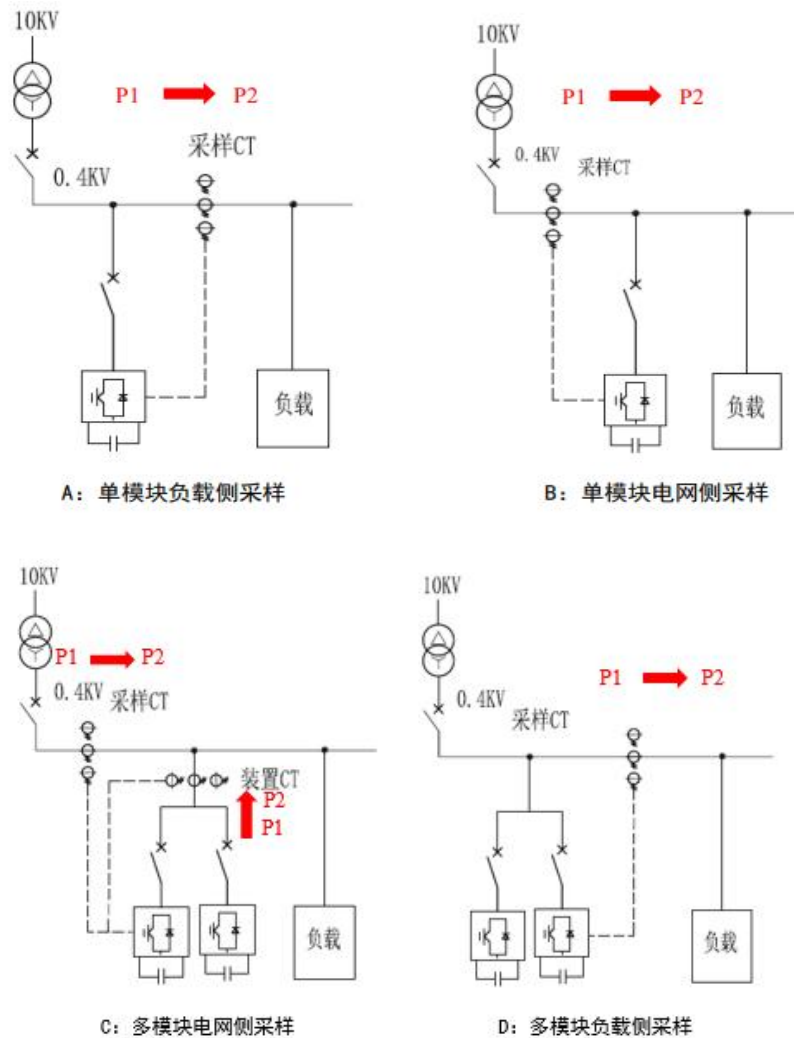 10KV
P1 P2
采样CT
0.4KV
负载
A：单模块负载侧采样
10KV
P1 P2
0.4KV
采样CT
负载
B：单模块电网侧采样
10KV
P1 P2
0.4KV 采样CT
装置CT
P2
P1
负载
C：多模块电网侧采样
10KV
P1 P2
0.4KV
采样CT
负载
D：多模块负载侧采样